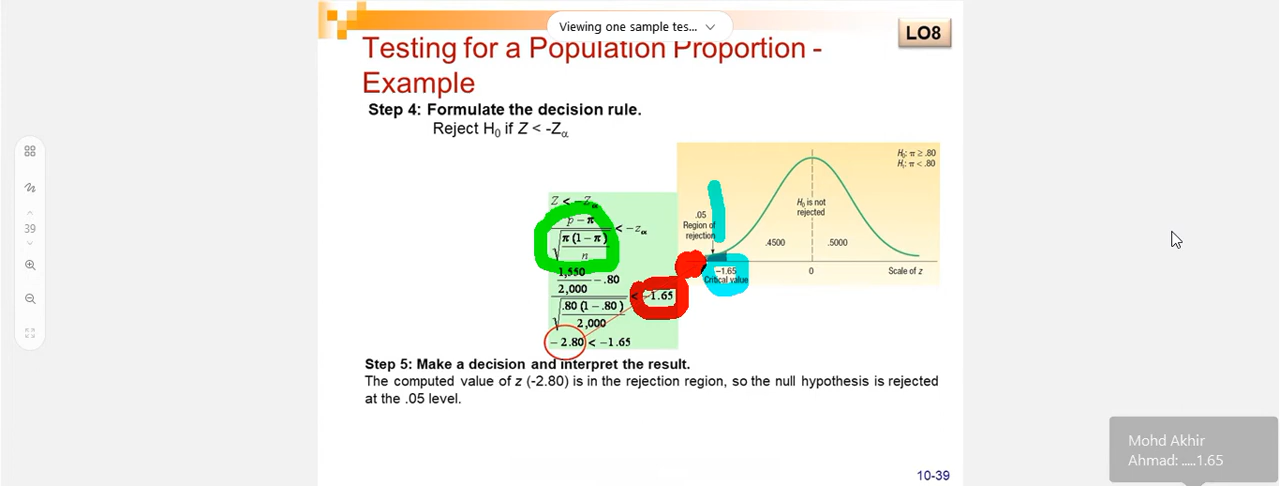 Viewing one sample tes...
LO8
Testing for a Population Proportion -
Example
Step 4: Formulate the decision rule.
Reject H₀ if Z < -Zα
H₀: π ≥ .80
H₁: π < .80
Z < -Zα
p - π
√π (1 - π)
n
< -zα
1,550
2,000
- .80
√.80 (1 - .80)
2,000
< -1.65
- 2.80 < -1.65
.05
Region of
rejection
H₀ is not
rejected
.4500
.5000
-1.65
Critical value
0
Scale of z
39
Step 5: Make a decision and interpret the result.
The computed value of z (-2.80) is in the rejection region, so the null hypothesis is rejected
at the .05 level.
Mohd Akhir
Ahmad: .....1.65
10-39